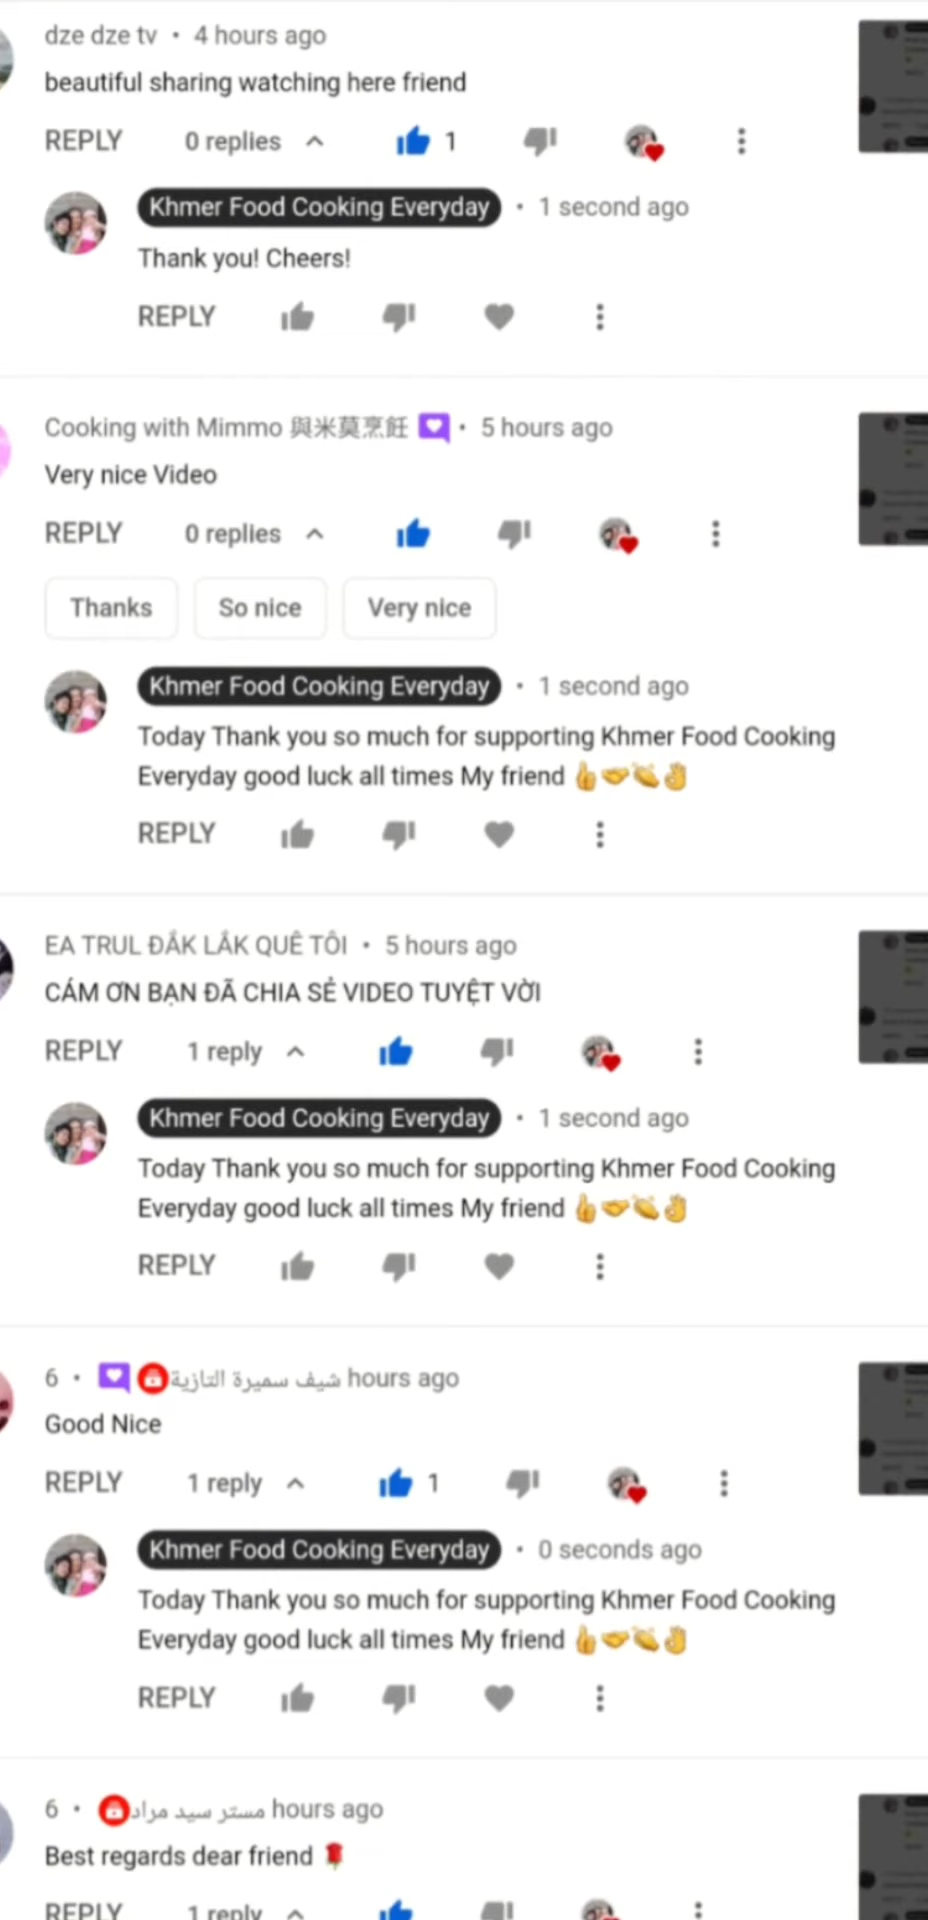 dze dze tv • 4 hours ago
beautiful sharing watching here friend
REPLY 0 replies 1
Khmer Food Cooking Everyday • 1 second ago
Thank you! Cheers!
REPLY
Cooking with Mimmo 與米莫烹飪 • 5 hours ago
Very nice Video
REPLY 0 replies
Thanks So nice Very nice
Khmer Food Cooking Everyday • 1 second ago
Today Thank you so much for supporting Khmer Food Cooking
Everyday good luck all times My friend 👍🤝👏👌
REPLY
EA TRUL ĐẮK LẮK QUÊ TÔI • 5 hours ago
CÁM ƠN BẠN ĐÃ CHIA SẺ VIDEO TUYỆT VỜI
REPLY 1 reply
Khmer Food Cooking Everyday • 1 second ago
Today Thank you so much for supporting Khmer Food Cooking
Everyday good luck all times My friend 👍🤝👏👌
REPLY
6 • شيف سميرة التازية hours ago
Good Nice
REPLY 1 reply 1
Khmer Food Cooking Everyday • 0 seconds ago
Today Thank you so much for supporting Khmer Food Cooking
Everyday good luck all times My friend 👍🤝👏👌
REPLY
6 • مستر سيد مراد hours ago
Best regards dear friend 🌹
REPLY 1 reply